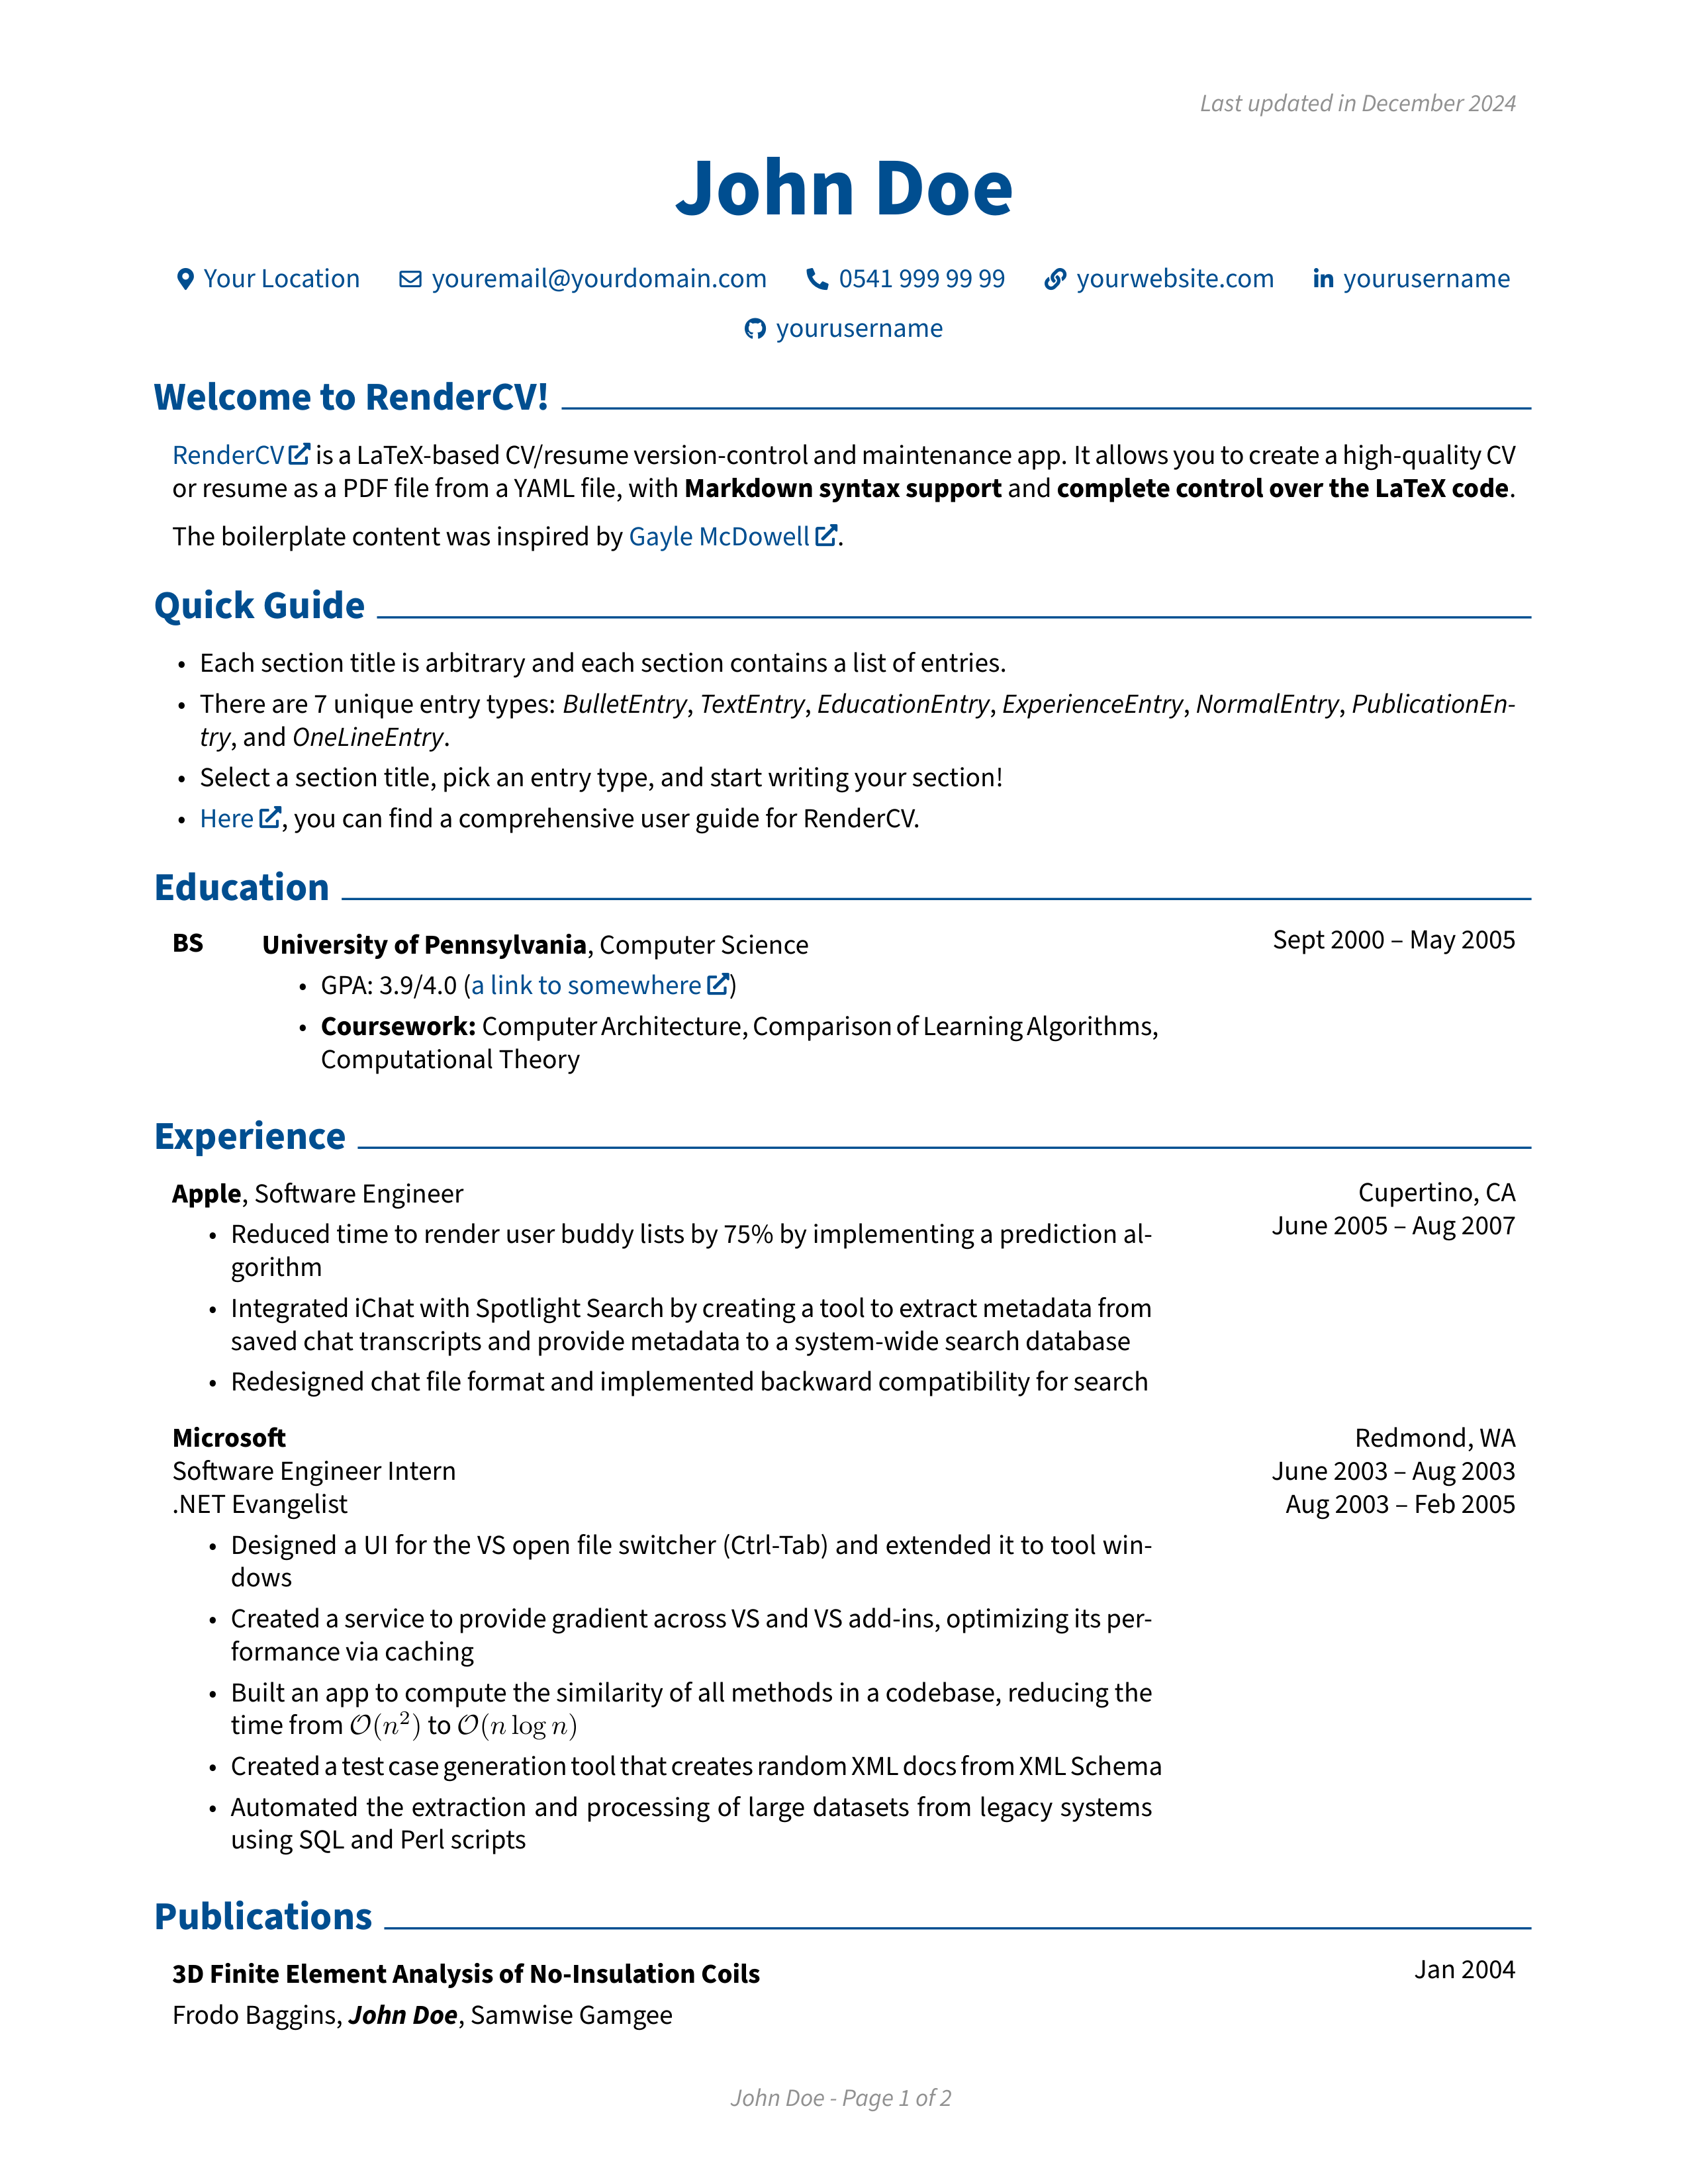 Last updated in December 2024
John Doe
Your Location youremail@yourdomain.com 0541 999 99 99 yourwebsite.com yourusername
yourusername
Welcome to RenderCV!
RenderCV is a LaTeX-based CV/resume version-control and maintenance app. It allows you to create a high-quality CV
or resume as a PDF file from a YAML file, with Markdown syntax support and complete control over the LaTeX code.
The boilerplate content was inspired by Gayle McDowell.
Quick Guide
• Each section title is arbitrary and each section contains a list of entries.
• There are 7 unique entry types: BulletEntry, TextEntry, EducationEntry, ExperienceEntry, NormalEntry, PublicationEn-
try, and OneLineEntry.
• Select a section title, pick an entry type, and start writing your section!
• Here, you can find a comprehensive user guide for RenderCV.
Education
BS University of Pennsylvania, Computer Science Sept 2000 – May 2005
• GPA: 3.9/4.0 (a link to somewhere)
• Coursework: Computer Architecture, Comparison of Learning Algorithms,
Computational Theory
Experience
Apple, Software Engineer Cupertino, CA
June 2005 – Aug 2007
• Reduced time to render user buddy lists by 75% by implementing a prediction al-
gorithm
• Integrated iChat with Spotlight Search by creating a tool to extract metadata from
saved chat transcripts and provide metadata to a system-wide search database
• Redesigned chat file format and implemented backward compatibility for search
Microsoft Redmond, WA
Software Engineer Intern June 2003 – Aug 2003
.NET Evangelist Aug 2003 – Feb 2005
• Designed a UI for the VS open file switcher (Ctrl-Tab) and extended it to tool win-
dows
• Created a service to provide gradient across VS and VS add-ins, optimizing its per-
formance via caching
• Built an app to compute the similarity of all methods in a codebase, reducing the
time from 𝒪(n²) to 𝒪(n log n)
• Created a test case generation tool that creates random XML docs from XML Schema
• Automated the extraction and processing of large datasets from legacy systems
using SQL and Perl scripts
Publications
3D Finite Element Analysis of No-Insulation Coils Jan 2004
Frodo Baggins, John Doe, Samwise Gamgee
John Doe - Page 1 of 2